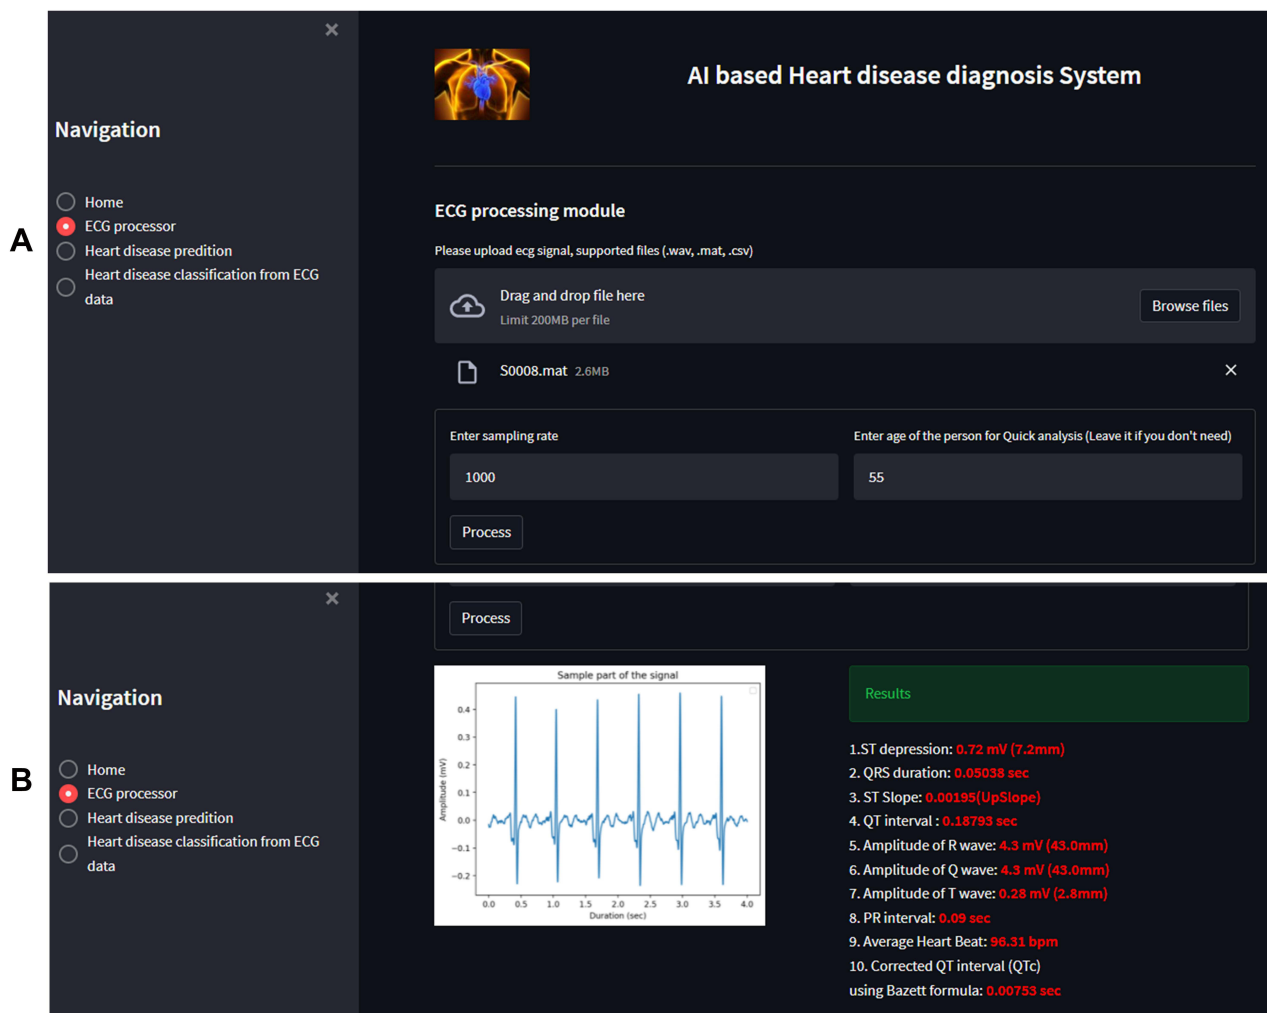 A
×
AI based Heart disease diagnosis System
Navigation
Home
ECG processor
Heart disease predition
Heart disease classification from ECG
data
ECG processing module
Please upload ecg signal, supported files (.wav, .mat, .csv)
Drag and drop file here
Limit 200MB per file
Browse files
S0008.mat 2.6MB
×
Enter sampling rate
1000
Enter age of the person for Quick analysis (Leave it if you don't need)
55
Process
B
×
Navigation
Home
ECG processor
Heart disease predition
Heart disease classification from ECG
data
Process
Sample part of the signal
Amplitude (mV)
0.4
0.3
0.2
0.1
0.0
−0.1
−0.2
0.0 0.5 1.0 1.5 2.0 2.5 3.0 3.5 4.0
Duration (sec)
Results
1.ST depression: 0.72 mV (7.2mm)
2. QRS duration: 0.05038 sec
3. ST Slope: 0.00195(UpSlope)
4. QT interval : 0.18793 sec
5. Amplitude of R wave: 4.3 mV (43.0mm)
6. Amplitude of Q wave: 4.3 mV (43.0mm)
7. Amplitude of T wave: 0.28 mV (2.8mm)
8. PR interval: 0.09 sec
9. Average Heart Beat: 96.31 bpm
10. Corrected QT interval (QTc)
using Bazett formula: 0.00753 sec